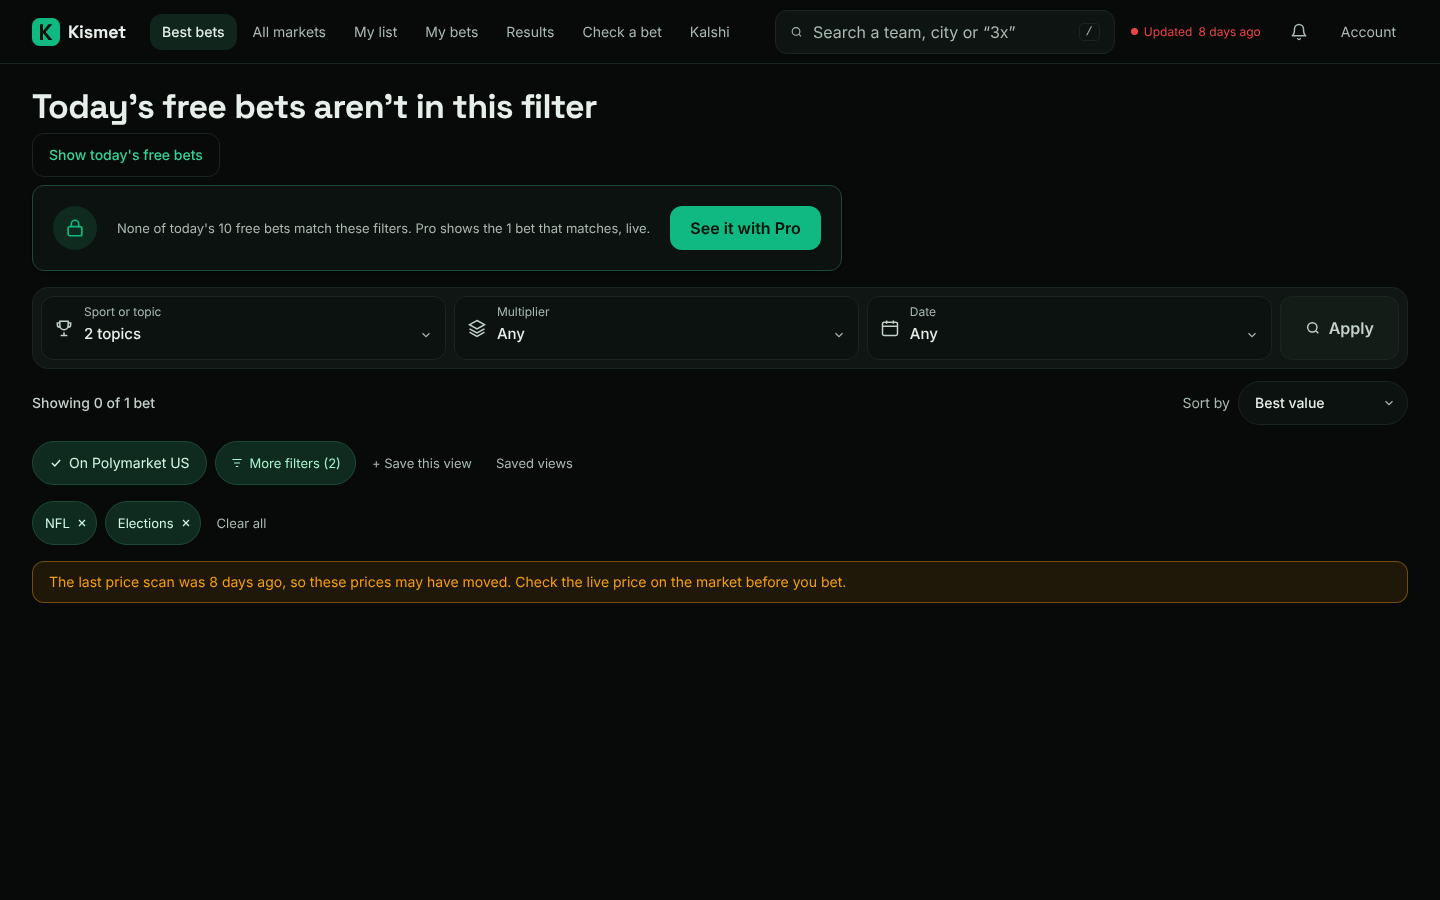 K Kismet
Best bets
All markets
My list
My bets
Results
Check a bet
Kalshi
Search a team, city or “3x”
/
Updated 8 days ago
Account
Today’s free bets aren’t in this filter
Show today's free bets
None of today's 10 free bets match these filters. Pro shows the 1 bet that matches, live.
See it with Pro
Sport or topic
2 topics
Multiplier
Any
Date
Any
Apply
Showing 0 of 1 bet
Sort by
Best value
On Polymarket US
More filters (2)
+ Save this view
Saved views
NFL ×
Elections ×
Clear all
The last price scan was 8 days ago, so these prices may have moved. Check the live price on the market before you bet.